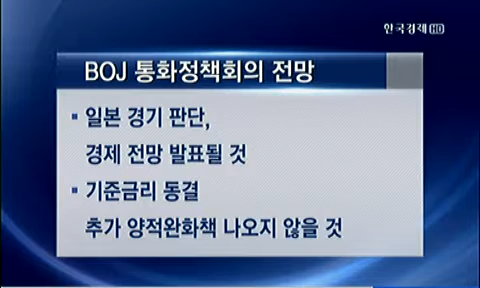 한국경제HD
BOJ 통화정책회의 전망
▪ 일본 경기 판단,
경제 전망 발표될 것
▪ 기준금리 동결
추가 양적완화책 나오지 않을 것